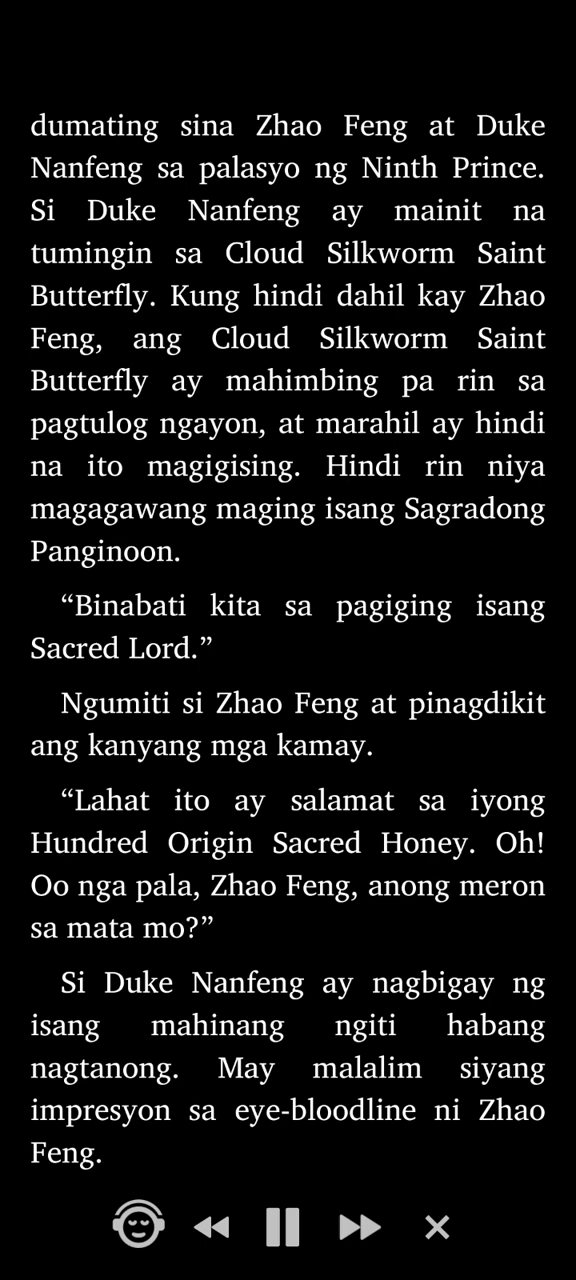 dumating sina Zhao Feng at Duke
Nanfeng sa palasyo ng Ninth Prince.
Si Duke Nanfeng ay mainit na
tumingin sa Cloud Silkworm Saint
Butterfly. Kung hindi dahil kay Zhao
Feng, ang Cloud Silkworm Saint
Butterfly ay mahimbing pa rin sa
pagtulog ngayon, at marahil ay hindi
na ito magigising. Hindi rin niya
magagawang maging isang Sagradong
Panginoon.
“Binabati kita sa pagiging isang
Sacred Lord.”
Ngumiti si Zhao Feng at pinagdikit
ang kanyang mga kamay.
“Lahat ito ay salamat sa iyong
Hundred Origin Sacred Honey. Oh!
Oo nga pala, Zhao Feng, anong meron
sa mata mo?”
Si Duke Nanfeng ay nagbigay ng
isang mahinang ngiti habang
nagtanong. May malalim siyang
impresyon sa eye-bloodline ni Zhao
Feng.